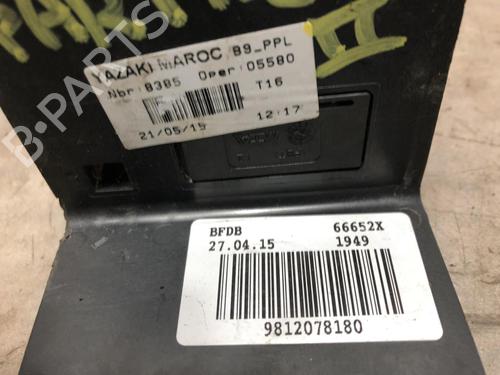 YAZAKI MAROC B9_PPL
Nbr:8385 Oper:05580
T16
21/05/15 12:17
BFDB 66652X
27.04.15 1949
9812078180
B-Parts